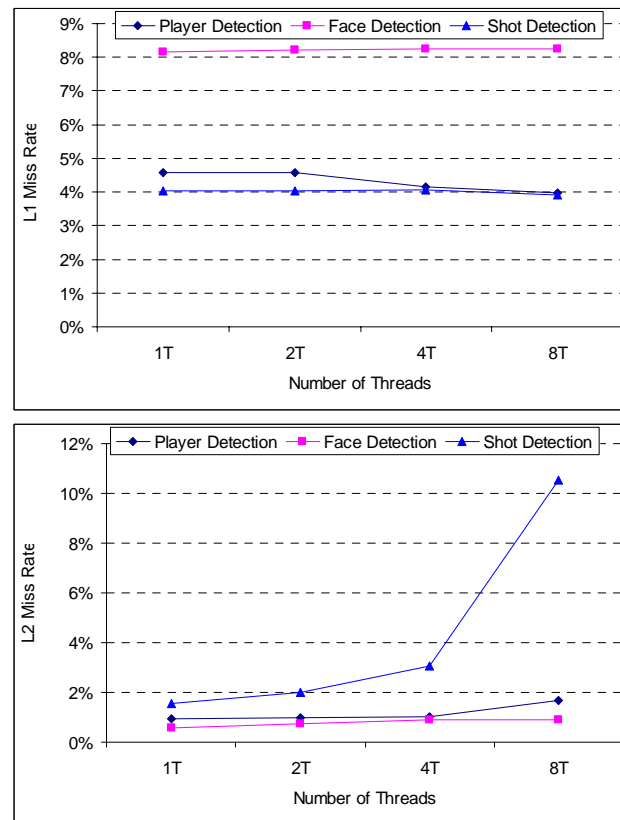 Player Detection Face Detection Shot Detection
9%
8%
7%
6%
5%
4%
3%
2%
1%
0%
L1 Miss Rate
1T 2T 4T 8T
Number of Threads
Player Detection Face Detection Shot Detection
12%
10%
8%
6%
4%
2%
0%
L2 Miss Rate
1T 2T 4T 8T
Number of Threads